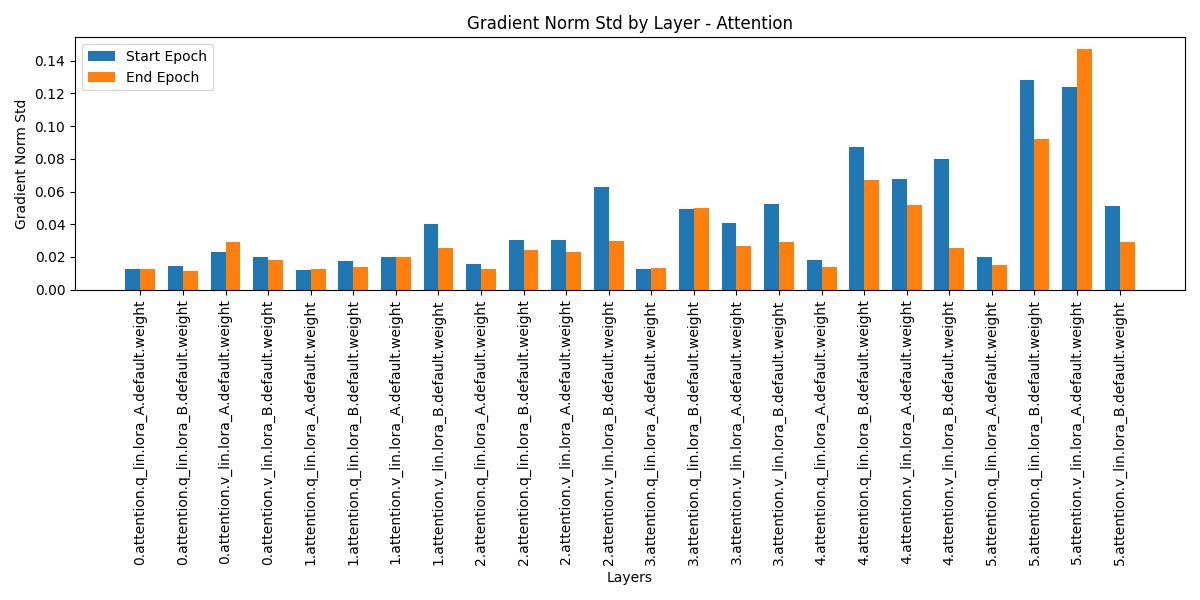 Gradient Norm Std by Layer - Attention
Start Epoch
End Epoch
Gradient Norm Std
0.14
0.12
0.10
0.08
0.06
0.04
0.02
0.00
0.attention.q_lin.lora_A.default.weight
0.attention.q_lin.lora_B.default.weight
0.attention.v_lin.lora_A.default.weight
0.attention.v_lin.lora_B.default.weight
1.attention.q_lin.lora_A.default.weight
1.attention.q_lin.lora_B.default.weight
1.attention.v_lin.lora_A.default.weight
1.attention.v_lin.lora_B.default.weight
2.attention.q_lin.lora_A.default.weight
2.attention.q_lin.lora_B.default.weight
2.attention.v_lin.lora_A.default.weight
2.attention.v_lin.lora_B.default.weight
3.attention.q_lin.lora_A.default.weight
3.attention.q_lin.lora_B.default.weight
3.attention.v_lin.lora_A.default.weight
3.attention.v_lin.lora_B.default.weight
4.attention.q_lin.lora_A.default.weight
4.attention.q_lin.lora_B.default.weight
4.attention.v_lin.lora_A.default.weight
4.attention.v_lin.lora_B.default.weight
5.attention.q_lin.lora_A.default.weight
5.attention.q_lin.lora_B.default.weight
5.attention.v_lin.lora_A.default.weight
5.attention.v_lin.lora_B.default.weight
Layers